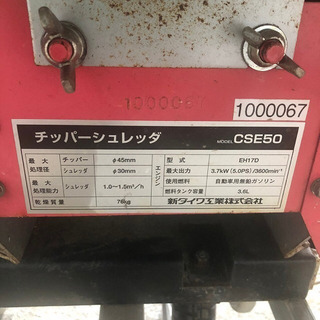 1000067
1000067
チッパーシュレッダ MODEL CSE50
最大処理径 チッパー φ45mm
シュレッダ φ30mm
最大処理能力 シュレッダ 1.0~1.5m³/h
乾燥質量 76kg
エンジン 型式 EH17D
最大出力 3.7kW(5.0PS)/3600min⁻¹
使用燃料 自動車用無鉛ガソリン
燃料タンク容量 3.6L
新ダイワ工業株式会社